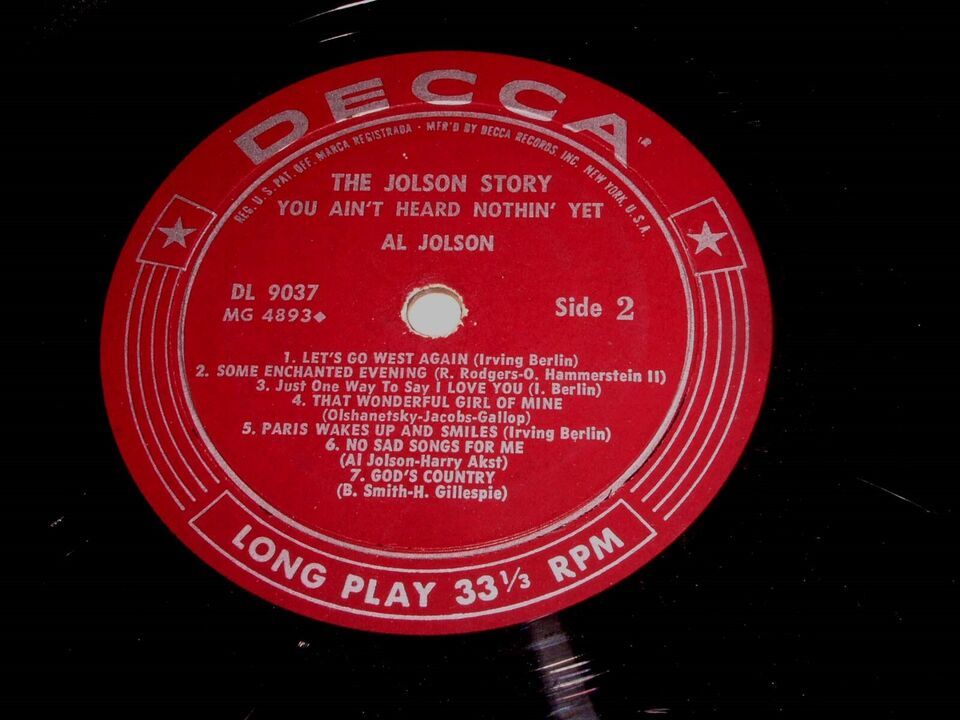 DECCA®
REG. U.S. PAT. OFF. MARCA REGISTRADA • MFR'D BY DECCA RECORDS, INC. NEW YORK, U.S.A.
THE JOLSON STORY
YOU AIN'T HEARD NOTHIN' YET
AL JOLSON
DL 9037
MG 4893◆
Side 2
1. LET'S GO WEST AGAIN (Irving Berlin)
2. SOME ENCHANTED EVENING (R. Rodgers-O. Hammerstein II)
3. Just One Way To Say I LOVE YOU (I. Berlin)
4. THAT WONDERFUL GIRL OF MINE
(Olshanetsky-Jacobs-Gallop)
5. PARIS WAKES UP AND SMILES (Irving Berlin)
6. NO SAD SONGS FOR ME
(Al Jolson-Harry Akst)
7. GOD'S COUNTRY
(B. Smith-H. Gillespie)
LONG PLAY 33⅓ RPM